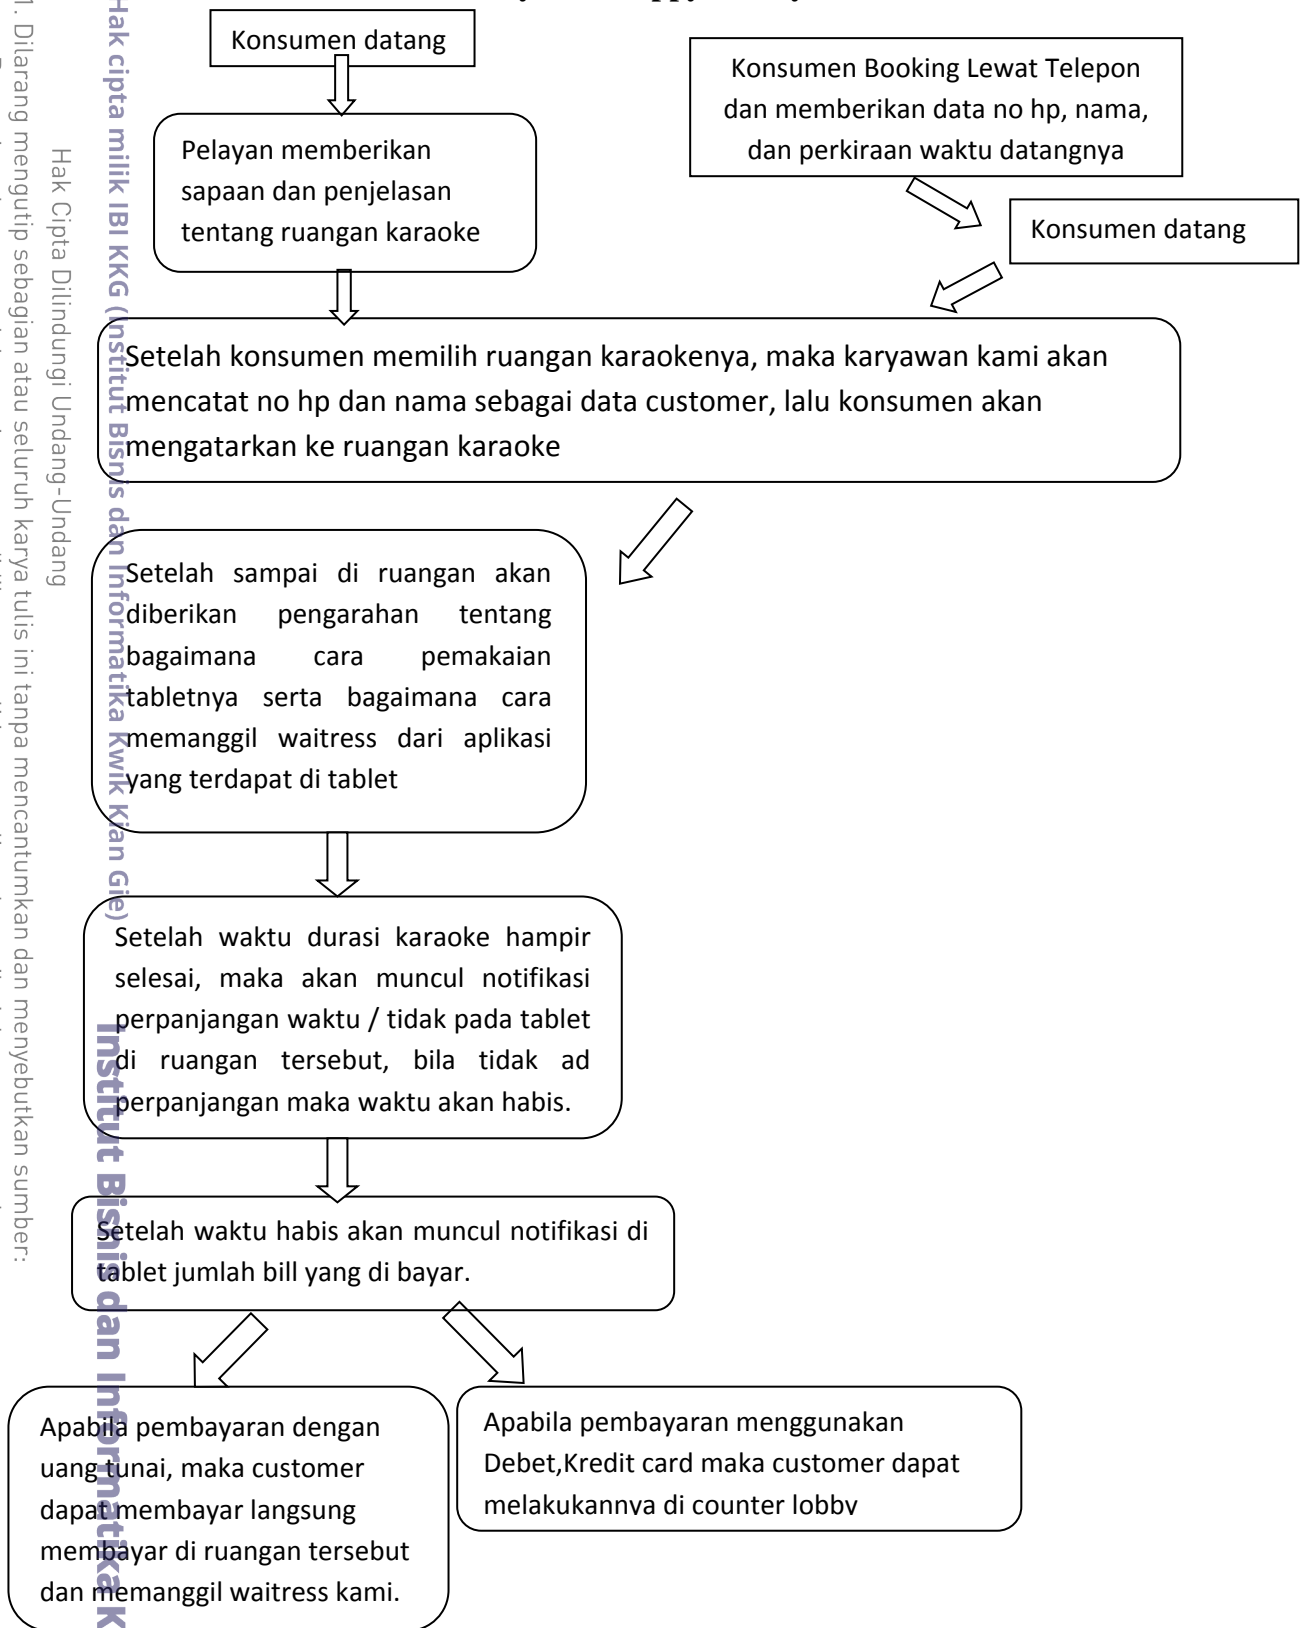 Konsumen datang
Konsumen Booking Lewat Telepon
dan memberikan data no hp, nama,
dan perkiraan waktu datangnya
Pelayan memberikan
sapaan dan penjelasan
tentang ruangan karaoke
Konsumen datang
Setelah konsumen memilih ruangan karaokenya, maka karyawan kami akan
mencatat no hp dan nama sebagai data customer, lalu konsumen akan
mengatarkan ke ruangan karaoke
Setelah sampai di ruangan akan
diberikan pengarahan tentang
bagaimana cara pemakaian
tabletnya serta bagaimana cara
memanggil waitress dari aplikasi
yang terdapat di tablet
Setelah waktu durasi karaoke hampir
selesai, maka akan muncul notifikasi
perpanjangan waktu / tidak pada tablet
di ruangan tersebut, bila tidak ad
perpanjangan maka waktu akan habis.
Setelah waktu habis akan muncul notifikasi di
tablet jumlah bill yang di bayar.
Apabila pembayaran dengan
uang tunai, maka customer
dapat membayar langsung
membayar di ruangan tersebut
dan memanggil waitress kami.
Apabila pembayaran menggunakan
Debet,Kredit card maka customer dapat
melakukannya di counter lobby
Hak cipta milik IBI KKG (Institut Bisnis dan Informatika Kwik Kian Gie)
Institut Bisnis dan Informatika K
Hak Cipta Dilindungi Undang-Undang
1. Dilarang mengutip sebagian atau seluruh karya tulis ini tanpa mencantumkan dan menyebutkan sumber: